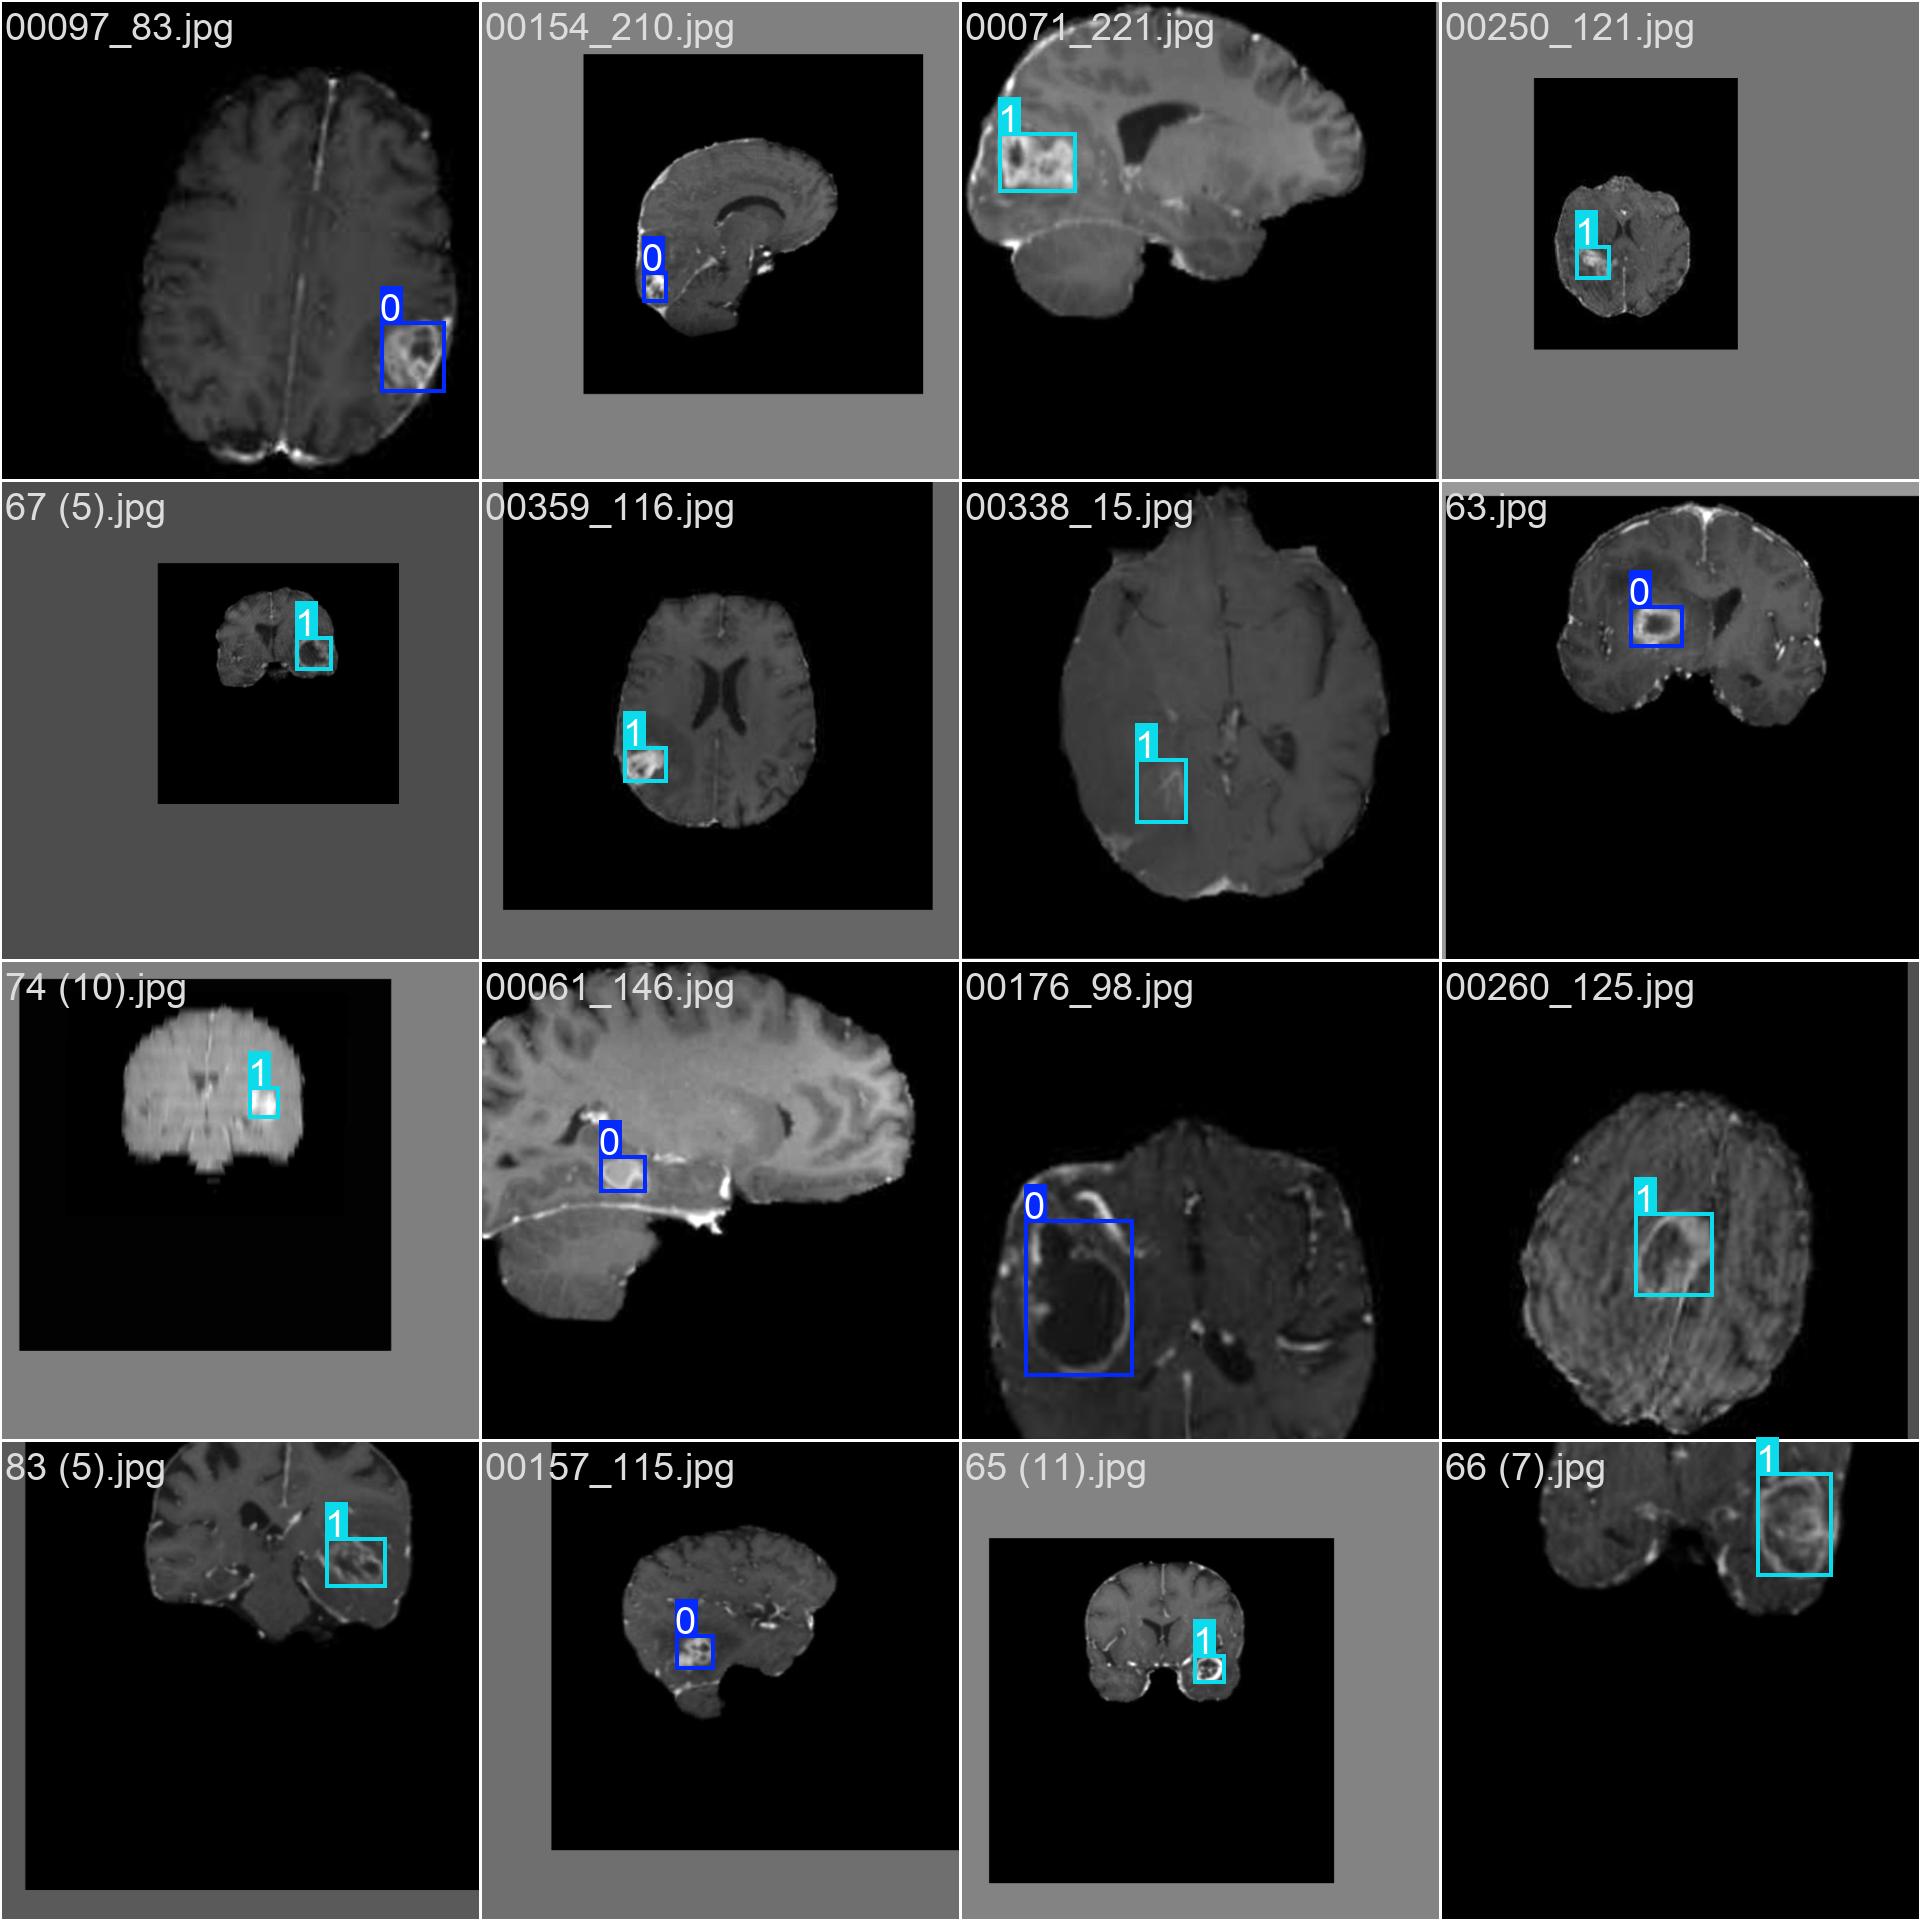 00097_83.jpg
0
00154_210.jpg
0
00071_221.jpg
1
00250_121.jpg
1
67 (5).jpg
1
00359_116.jpg
1
00338_15.jpg
1
63.jpg
0
74 (10).jpg
1
00061_146.jpg
0
00176_98.jpg
0
00260_125.jpg
1
83 (5).jpg
1
00157_115.jpg
0
65 (11).jpg
1
66 (7).jpg
1